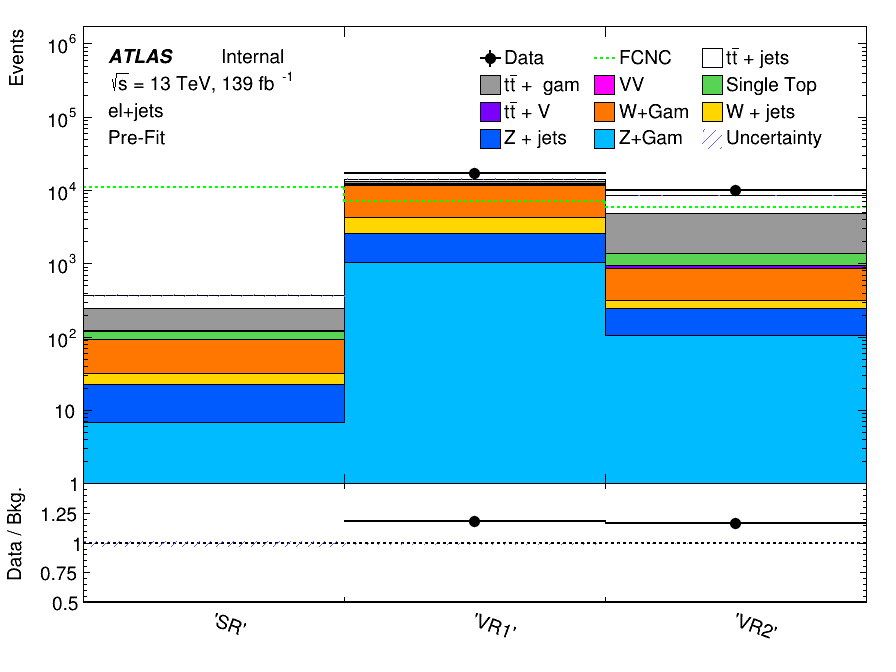 Events
10⁶
10⁵
10⁴
10³
10²
10
1
ATLAS Internal
√s = 13 TeV, 139 fb⁻¹
el+jets
Pre-Fit
Data FCNC tt̄ + jets
tt̄ + gam VV Single Top
tt̄ + V W+Gam W + jets
Z + jets Z+Gam Uncertainty
Data / Bkg.
1.25
1
0.75
0.5
'SR' 'VR1' 'VR2'